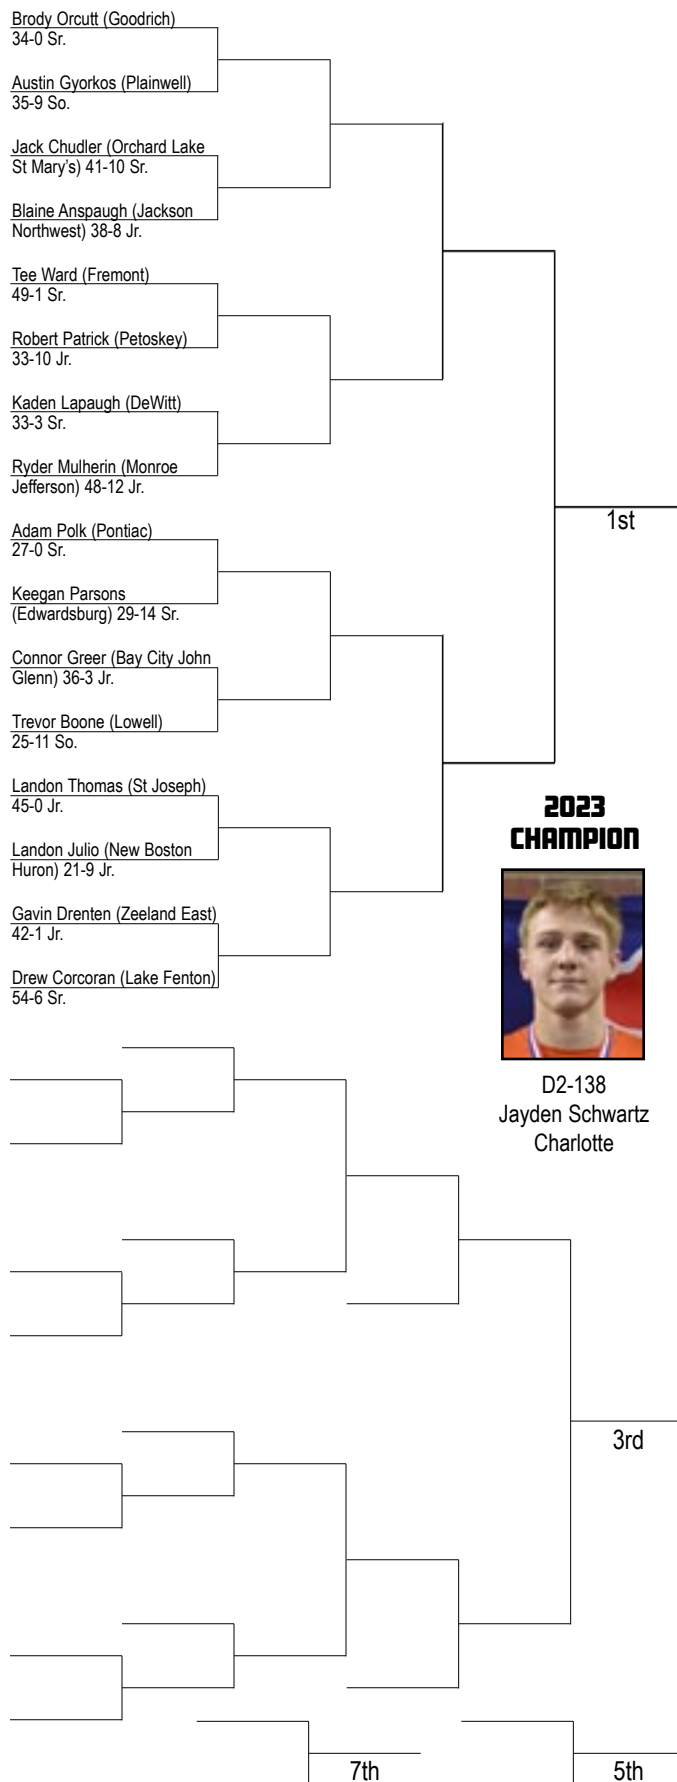 Brody Orcutt (Goodrich)
34-0 Sr.
Austin Gyorkos (Plainwell)
35-9 So.
Jack Chudler (Orchard Lake
St Mary's) 41-10 Sr.
Blaine Anspaugh (Jackson
Northwest) 38-8 Jr.
Tee Ward (Fremont)
49-1 Sr.
Robert Patrick (Petoskey)
33-10 Jr.
Kaden Lapaugh (DeWitt)
33-3 Sr.
Ryder Mulherin (Monroe
Jefferson) 48-12 Jr.
Adam Polk (Pontiac)
27-0 Sr.
Keegan Parsons
(Edwardsburg) 29-14 Sr.
Connor Greer (Bay City John
Glenn) 36-3 Jr.
Trevor Boone (Lowell)
25-11 So.
Landon Thomas (St Joseph)
45-0 Jr.
Landon Julio (New Boston
Huron) 21-9 Jr.
Gavin Drenten (Zeeland East)
42-1 Jr.
Drew Corcoran (Lake Fenton)
54-6 Sr.
1st
2023
CHAMPION
D2-138
Jayden Schwartz
Charlotte
3rd
7th
5th